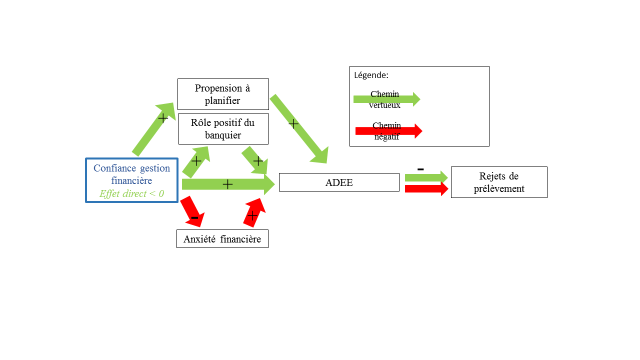 Légende:
Chemin
vertueux
Chemin
négatif
Propension à
planifier
+
+
Rôle positif du
banquier
+
+
Confiance gestion
financière
Effet direct < 0
+
ADEE
-
Rejets de
prélèvement
-
+
Anxiété financière